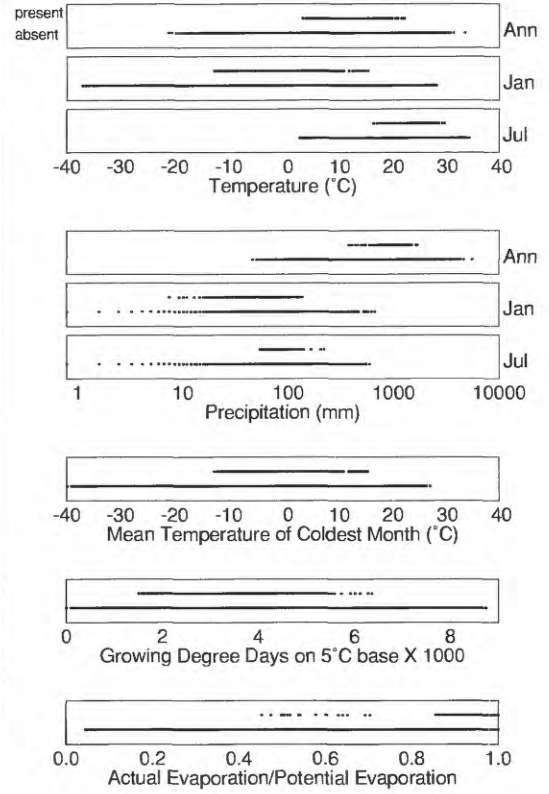 present
absent
Ann
Jan
Jul
-40 -30 -20 -10 0 10 20 30 40
Temperature (˚C)
Ann
Jan
Jul
1 10 100 1000 10000
Precipitation (mm)
-40 -30 -20 -10 0 10 20 30 40
Mean Temperature of Coldest Month (˚C)
0 2 4 6 8
Growing Degree Days on 5˚C base X 1000
0.0 0.2 0.4 0.6 0.8 1.0
Actual Evaporation/Potential Evaporation